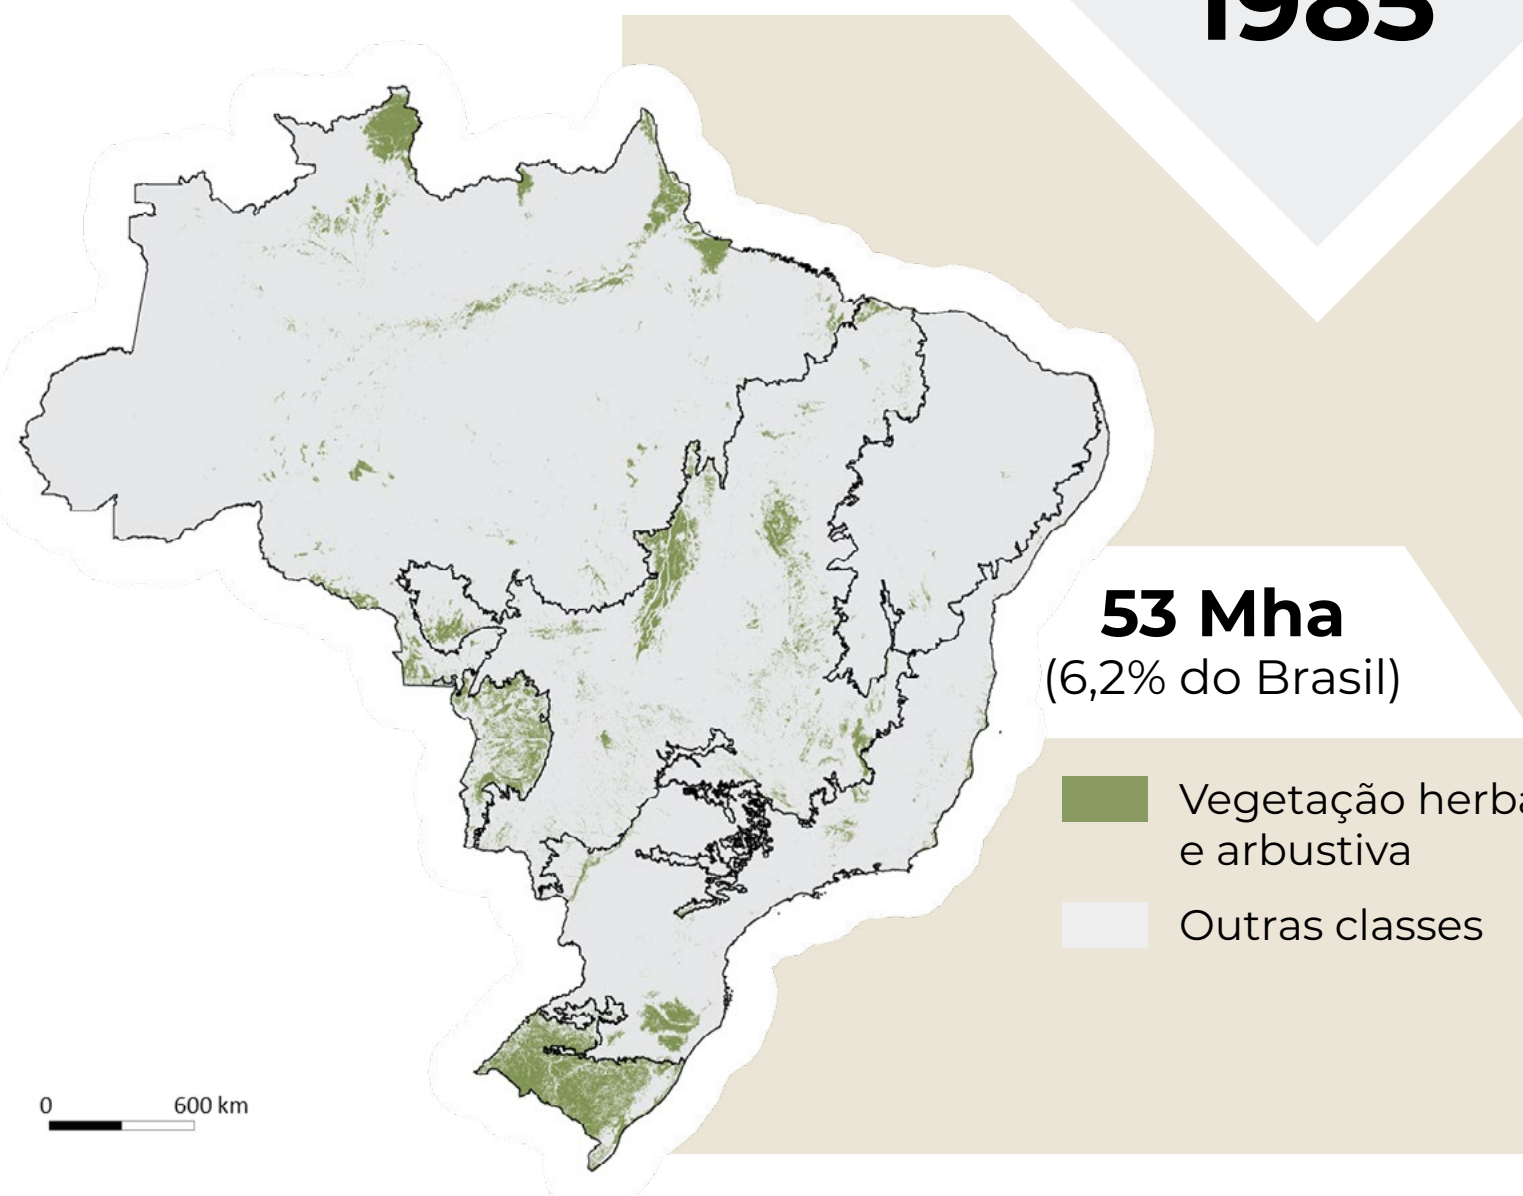 1985
53 Mha
(6,2% do Brasil)
Vegetação herba
e arbustiva
Outras classes
0 600 km